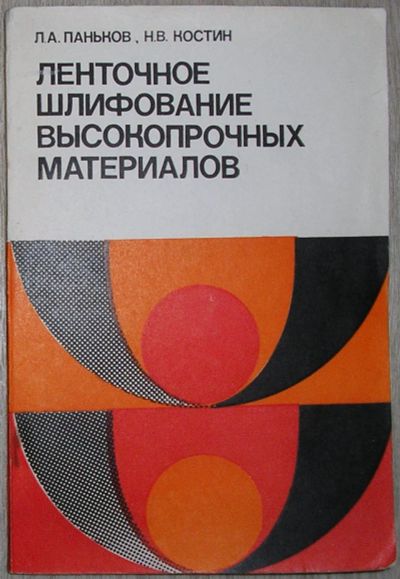 Л.А. ПАНЬКОВ, Н.В. КОСТИН
ЛЕНТОЧНОЕ
ШЛИФОВАНИЕ
ВЫСОКОПРОЧНЫХ
МАТЕРИАЛОВ